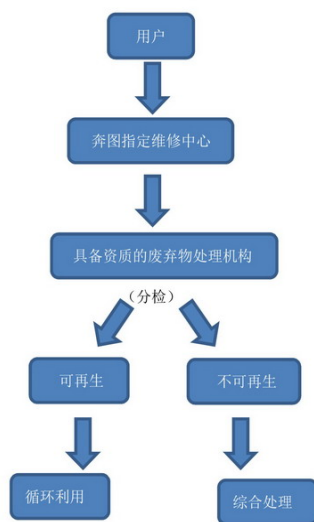 用户
奔图指定维修中心
具备资质的废弃物处理机构
（分检）
可再生
不可再生
循环利用
综合处理